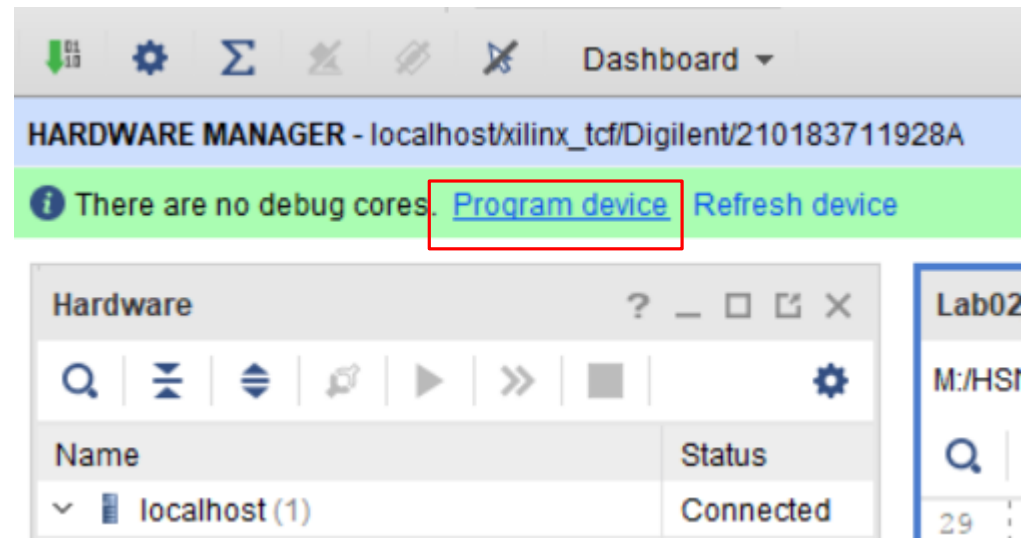 Dashboard
HARDWARE MANAGER - localhost/xilinx_tcf/Digilent/210183711928A
There are no debug cores. Program device Refresh device
Hardware
Lab02
M:/HSN
Name Status
localhost (1) Connected
29